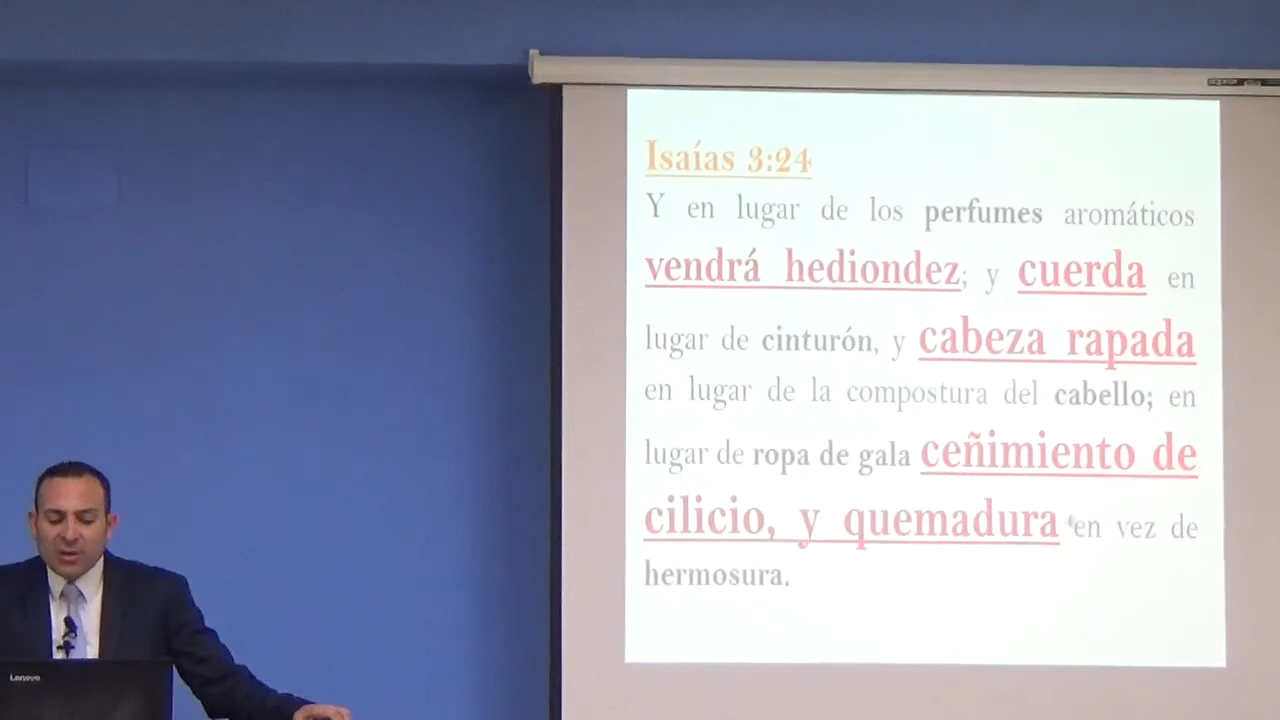 Isaías 3:24
Y en lugar de los perfumes aromáticos
vendrá hediondez; y cuerda en
lugar de cinturón, y cabeza rapada
en lugar de la compostura del cabello; en
lugar de ropa de gala ceñimiento de
cilicio, y quemadura en vez de
hermosura.
Lenovo